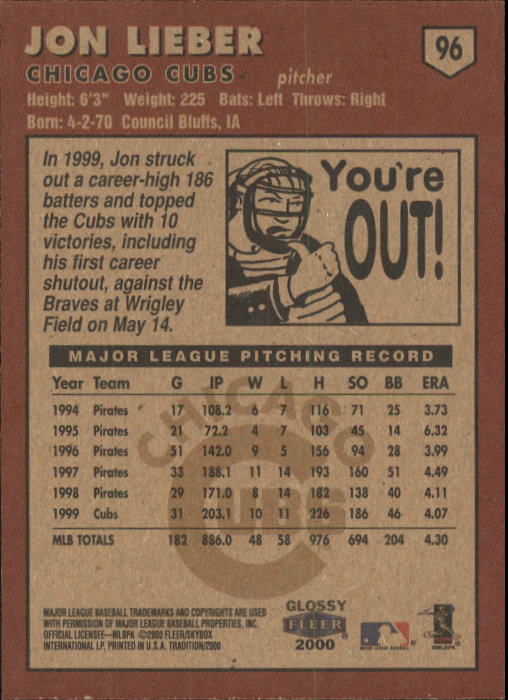 JON LIEBER
96
CHICAGO CUBS pitcher
Height: 6'3" Weight: 225 Bats: Left Throws: Right
Born: 4-2-70 Council Bluffs, IA
In 1999, Jon struck
out a career-high 186
batters and topped
the Cubs with 10
victories, including
his first career
shutout, against the
Braves at Wrigley
Field on May 14.
You're
OUT!
MAJOR LEAGUE PITCHING RECORD
Year Team G IP W L H SO BB ERA
1994 Pirates 17 108.2 6 7 116 71 25 3.73
1995 Pirates 21 72.2 4 7 103 45 14 6.32
1996 Pirates 51 142.0 9 5 156 94 28 3.99
1997 Pirates 33 188.1 11 14 193 160 51 4.49
1998 Pirates 29 171.0 8 14 182 138 40 4.11
1999 Cubs 31 203.1 10 11 226 186 46 4.07
MLB TOTALS 182 886.0 48 58 976 694 204 4.30
CHICAGO
CUBS
MAJOR LEAGUE BASEBALL TRADEMARKS AND COPYRIGHTS ARE USED
WITH PERMISSION OF MAJOR LEAGUE BASEBALL PROPERTIES, INC.
OFFICIAL LICENSEE—MLBPA ©2000 FLEER/SKYBOX
INTERNATIONAL LP, PRINTED IN U.S.A. TRADITION/2000
GLOSSY
FLEER
2000
MAJOR LEAGUE BASEBALL
©MLBPA